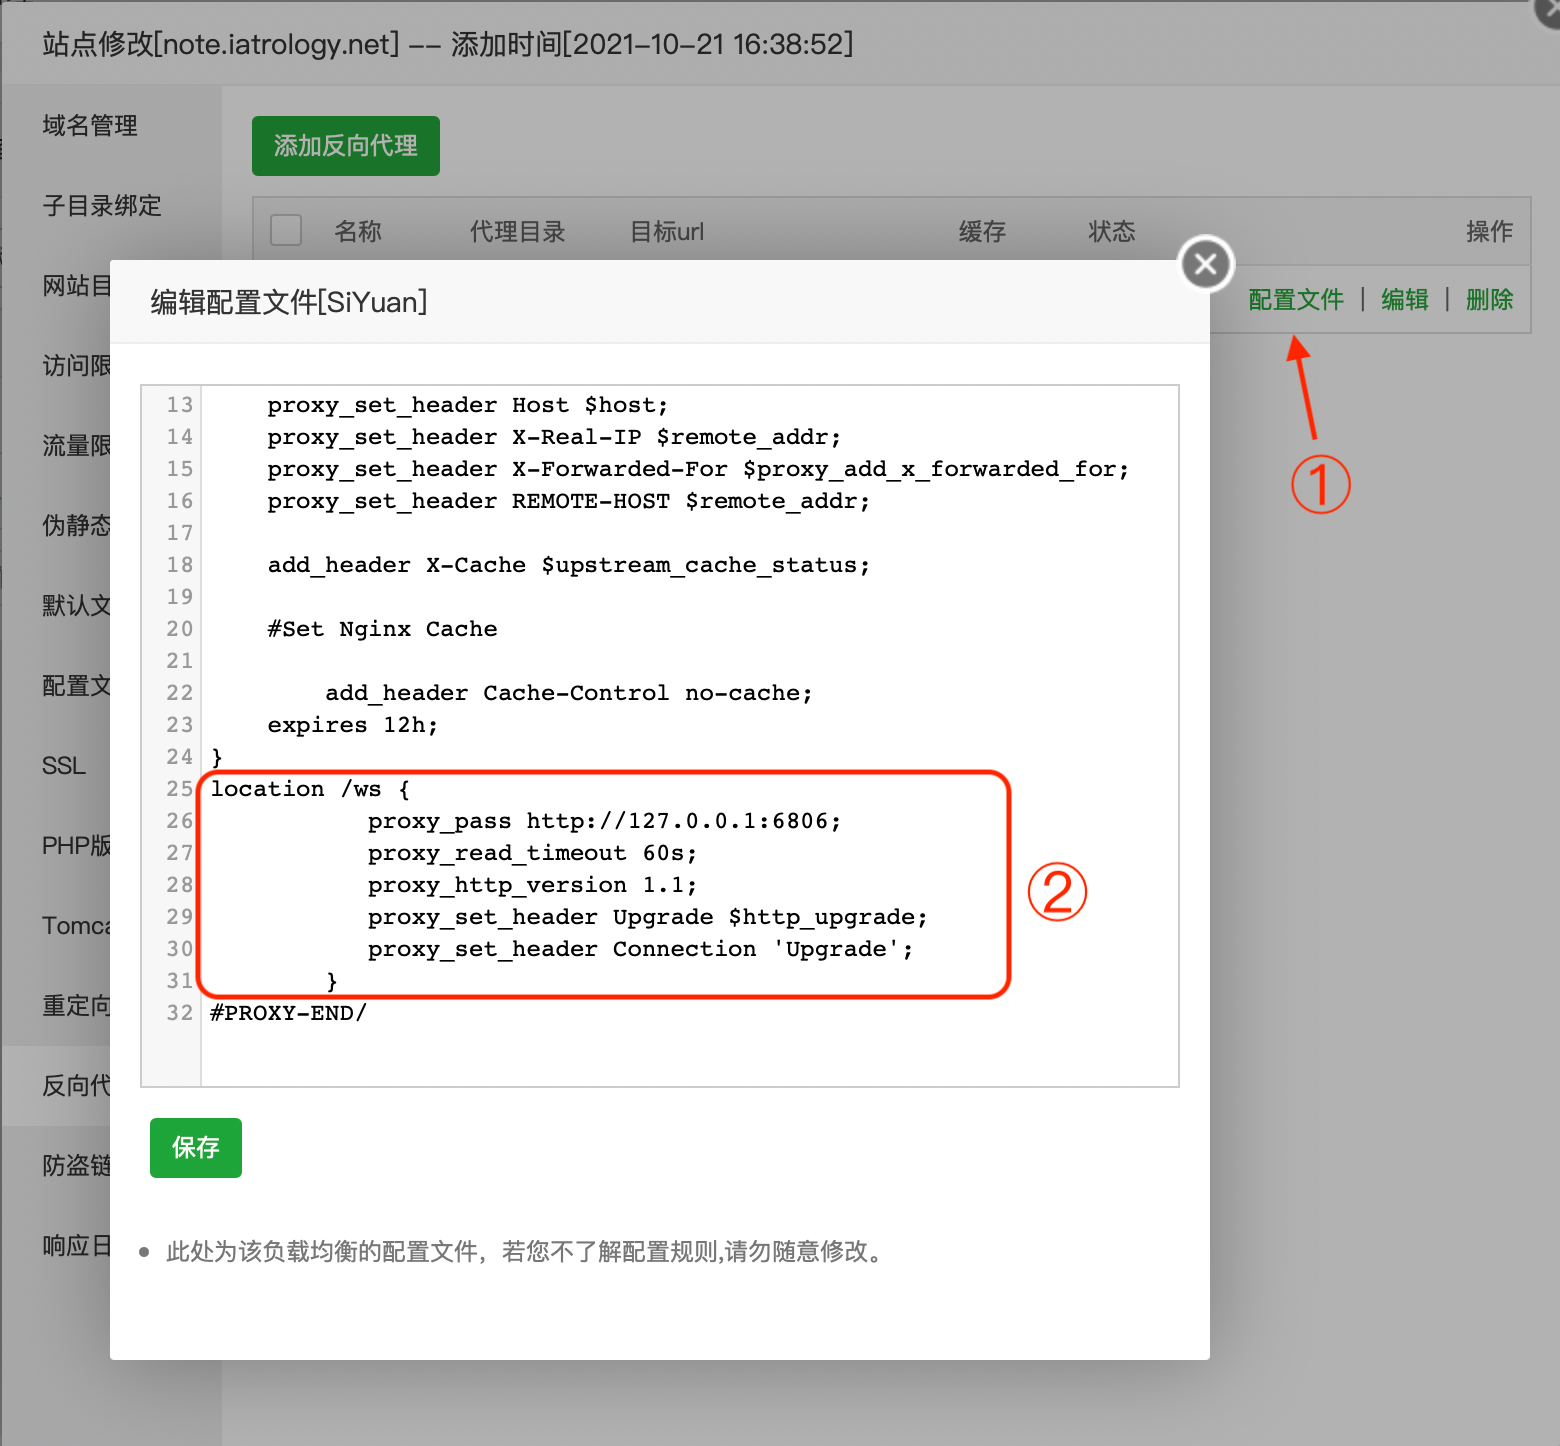 站点修改[note.iatrology.net] -- 添加时间[2021-10-21 16:38:52]
域名管理
子目录绑定
网站目
访问限
流量限
伪静态
默认文
配置文
SSL
PHP版
Tomca
重定向
反向代
防盗链
响应日
添加反向代理
名称 代理目录 目标url 缓存 状态 操作
配置文件 | 编辑 | 删除
①
编辑配置文件[SiYuan]
13 proxy_set_header Host $host;
14 proxy_set_header X-Real-IP $remote_addr;
15 proxy_set_header X-Forwarded-For $proxy_add_x_forwarded_for;
16 proxy_set_header REMOTE-HOST $remote_addr;
17
18 add_header X-Cache $upstream_cache_status;
19
20 #Set Nginx Cache
21
22 add_header Cache-Control no-cache;
23 expires 12h;
24 }
25 location /ws {
26 proxy_pass http://127.0.0.1:6806;
27 proxy_read_timeout 60s;
28 proxy_http_version 1.1;
29 proxy_set_header Upgrade $http_upgrade;
30 proxy_set_header Connection 'Upgrade';
31 }
32 #PROXY-END/
②
保存
此处为该负载均衡的配置文件，若您不了解配置规则,请勿随意修改。